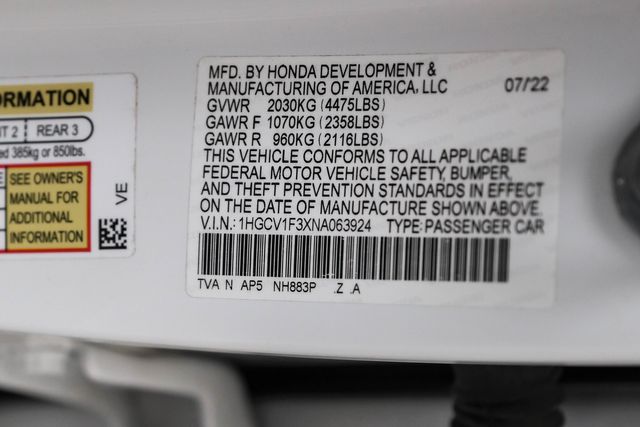 ORMATION
T 2 REAR 3
ed 385kg or 850lbs.
SEE OWNER'S
MANUAL FOR
ADDITIONAL
INFORMATION
VE
MFD. BY HONDA DEVELOPMENT &
MANUFACTURING OF AMERICA, LLC 07/22
GVWR 2030KG (4475LBS)
GAWR F 1070KG (2358LBS)
GAWR R 960KG (2116LBS)
THIS VEHICLE CONFORMS TO ALL APPLICABLE
FEDERAL MOTOR VEHICLE SAFETY, BUMPER,
AND THEFT PREVENTION STANDARDS IN EFFECT
ON THE DATE OF MANUFACTURE SHOWN ABOVE.
V.I.N.: 1HGCV1F3XNA063924 TYPE: PASSENGER CAR
TVA N AP5 NH883P .Z .A